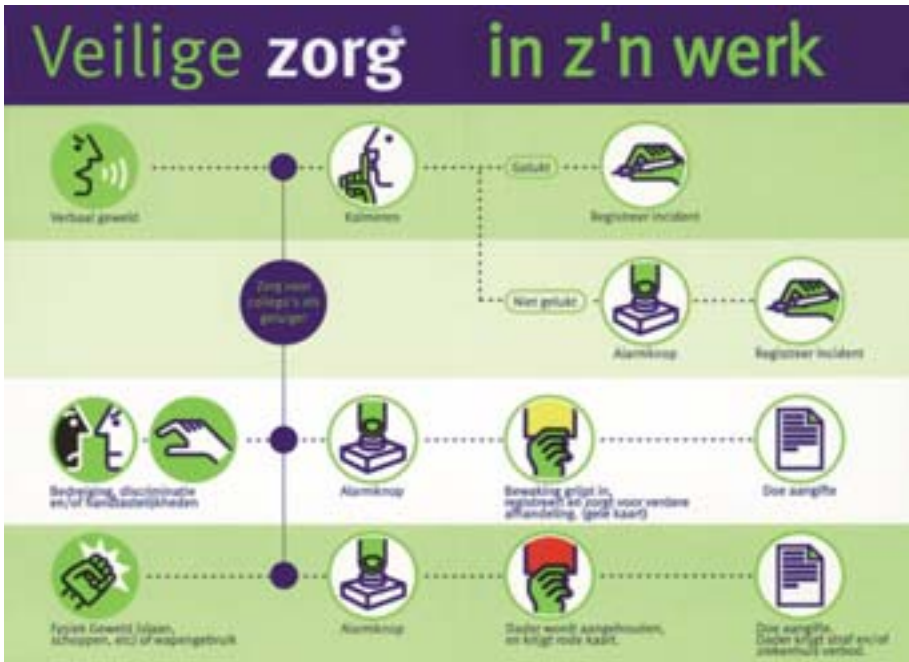 Veilige zorg® in z'n werk
Verbaal geweld
Kalmeren
Gelukt
Registreer incident
Zorg voor
collega's als
getuige!
Niet gelukt
Alarmknop
Registreer incident
Bedreiging, discriminatie
en/of handtastelijkheden
Alarmknop
Bewaking grijpt in,
registreert en zorgt voor verdere
afhandeling. (gele kaart)
Doe aangifte
Fysiek Geweld (slaan,
schoppen, etc) of wapengebruik
Alarmknop
Dader wordt aangehouden,
en krijgt rode kaart.
Doe aangifte.
Dader krijgt straf en/of
ziekenhuis verbod.